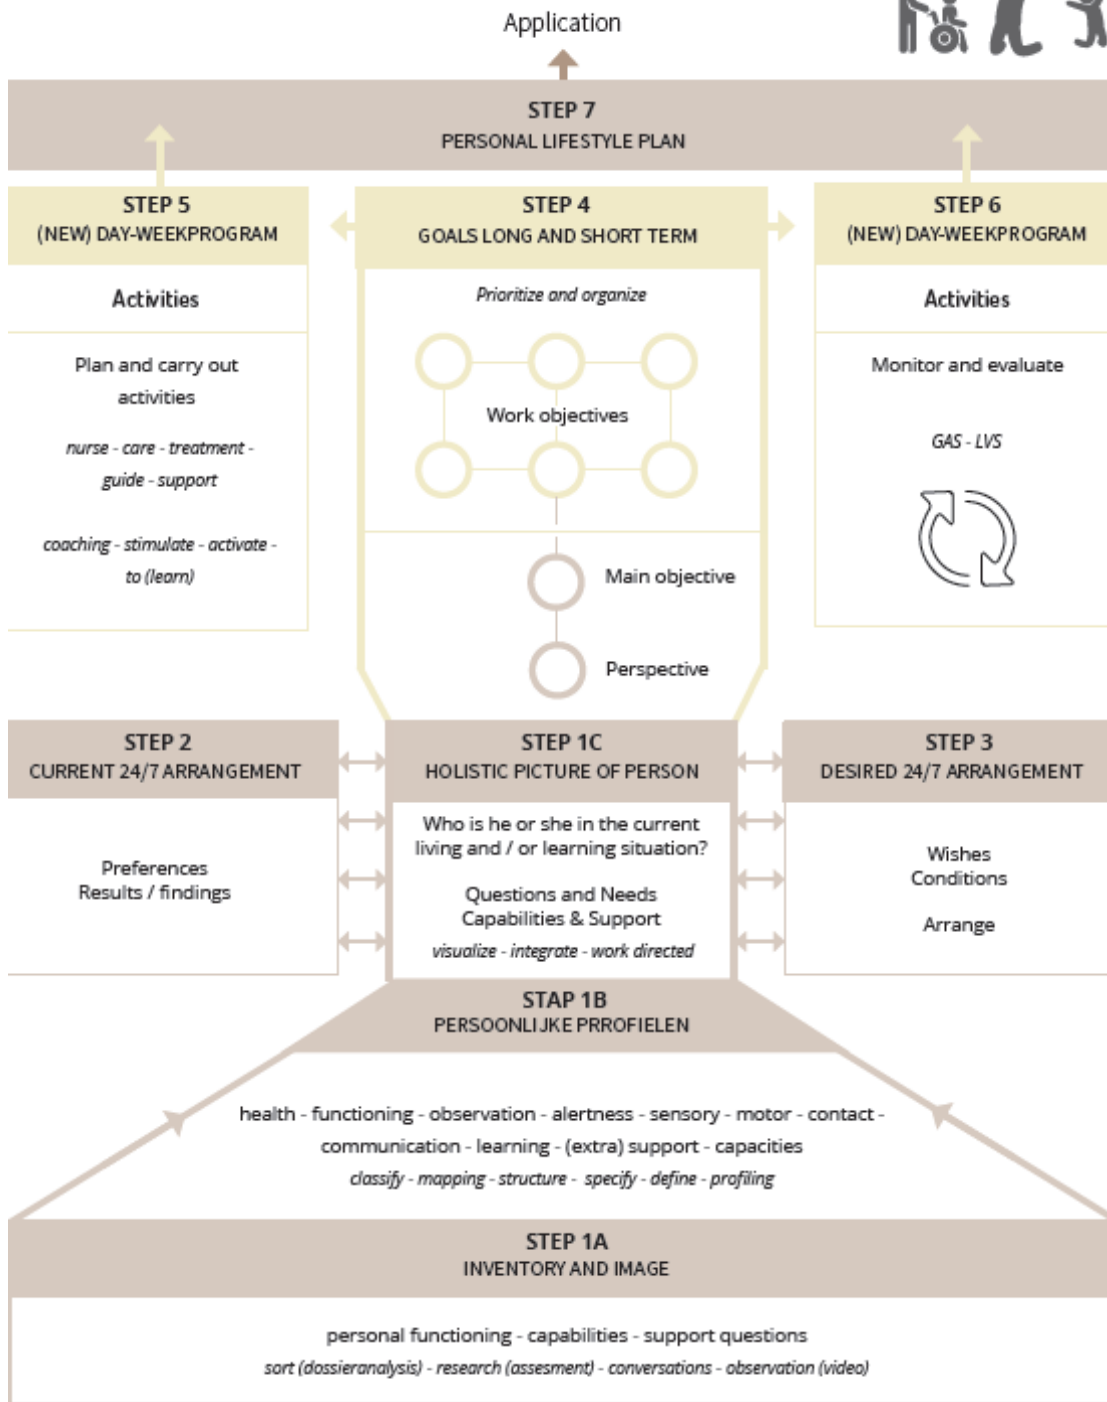 Application
STEP 7
PERSONAL LIFESTYLE PLAN
STEP 5
(NEW) DAY-WEEKPROGRAM
Activities
Plan and carry out
activities
nurse - care - treatment -
guide - support
coaching - stimulate - activate -
to (learn)
STEP 4
GOALS LONG AND SHORT TERM
Prioritize and organize
Work objectives
Main objective
Perspective
STEP 6
(NEW) DAY-WEEKPROGRAM
Activities
Monitor and evaluate
GAS - LVS
STEP 2
CURRENT 24/7 ARRANGEMENT
Preferences
Results / findings
STEP 1C
HOLISTIC PICTURE OF PERSON
Who is he or she in the current
living and / or learning situation?
Questions and Needs
Capabilities & Support
visualize - integrate - work directed
STEP 3
DESIRED 24/7 ARRANGEMENT
Wishes
Conditions
Arrange
STAP 1B
PERSOONLIJKE PRROFIELEN
health - functioning - observation - alertness - sensory - motor - contact -
communication - learning - (extra) support - capacities
classify - mapping - structure - specify - define - profiling
STEP 1A
INVENTORY AND IMAGE
personal functioning - capabilities - support questions
sort (dossieranalysis) - research (assesment) - conversations - observation (video)